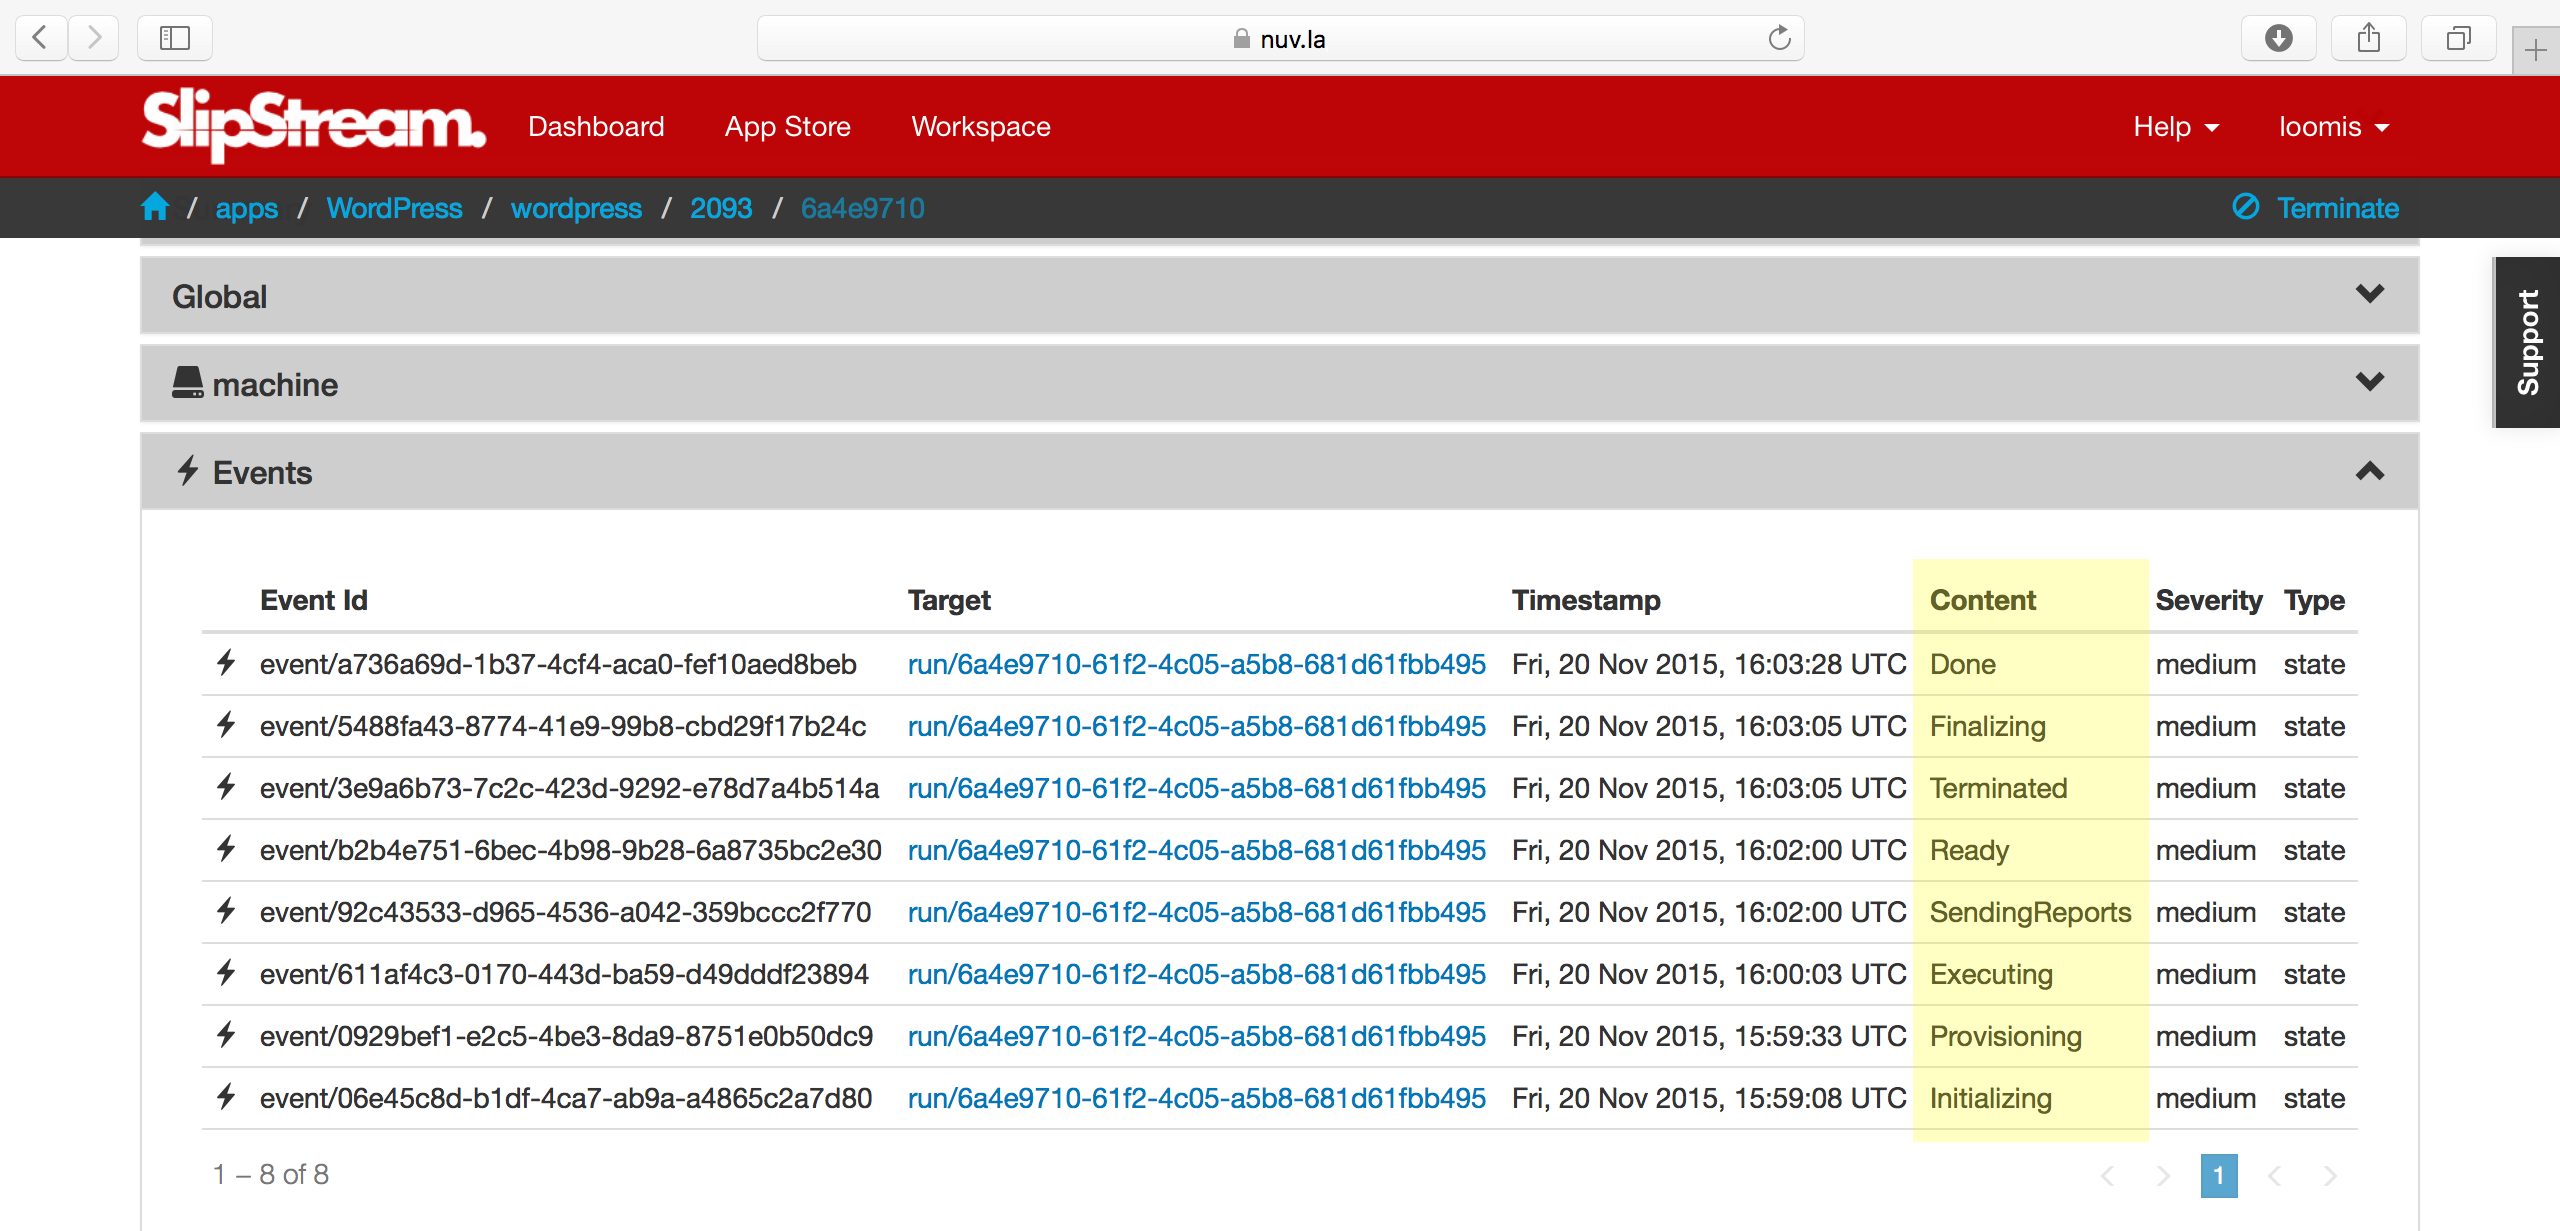 nuv.la
SlipStream. Dashboard App Store Workspace Help loomis
/ apps / WordPress / wordpress / 2093 / 6a4e9710 Terminate
Global
Support
machine
Events
Event Id Target Timestamp Content Severity Type
event/a736a69d-1b37-4cf4-aca0-fef10aed8beb run/6a4e9710-61f2-4c05-a5b8-681d61fbb495 Fri, 20 Nov 2015, 16:03:28 UTC Done medium state
event/5488fa43-8774-41e9-99b8-cbd29f17b24c run/6a4e9710-61f2-4c05-a5b8-681d61fbb495 Fri, 20 Nov 2015, 16:03:05 UTC Finalizing medium state
event/3e9a6b73-7c2c-423d-9292-e78d7a4b514a run/6a4e9710-61f2-4c05-a5b8-681d61fbb495 Fri, 20 Nov 2015, 16:03:05 UTC Terminated medium state
event/b2b4e751-6bec-4b98-9b28-6a8735bc2e30 run/6a4e9710-61f2-4c05-a5b8-681d61fbb495 Fri, 20 Nov 2015, 16:02:00 UTC Ready medium state
event/92c43533-d965-4536-a042-359bccc2f770 run/6a4e9710-61f2-4c05-a5b8-681d61fbb495 Fri, 20 Nov 2015, 16:02:00 UTC SendingReports medium state
event/611af4c3-0170-443d-ba59-d49dddf23894 run/6a4e9710-61f2-4c05-a5b8-681d61fbb495 Fri, 20 Nov 2015, 16:00:03 UTC Executing medium state
event/0929bef1-e2c5-4be3-8da9-8751e0b50dc9 run/6a4e9710-61f2-4c05-a5b8-681d61fbb495 Fri, 20 Nov 2015, 15:59:33 UTC Provisioning medium state
event/06e45c8d-b1df-4ca7-ab9a-a4865c2a7d80 run/6a4e9710-61f2-4c05-a5b8-681d61fbb495 Fri, 20 Nov 2015, 15:59:08 UTC Initializing medium state
1 – 8 of 8 1